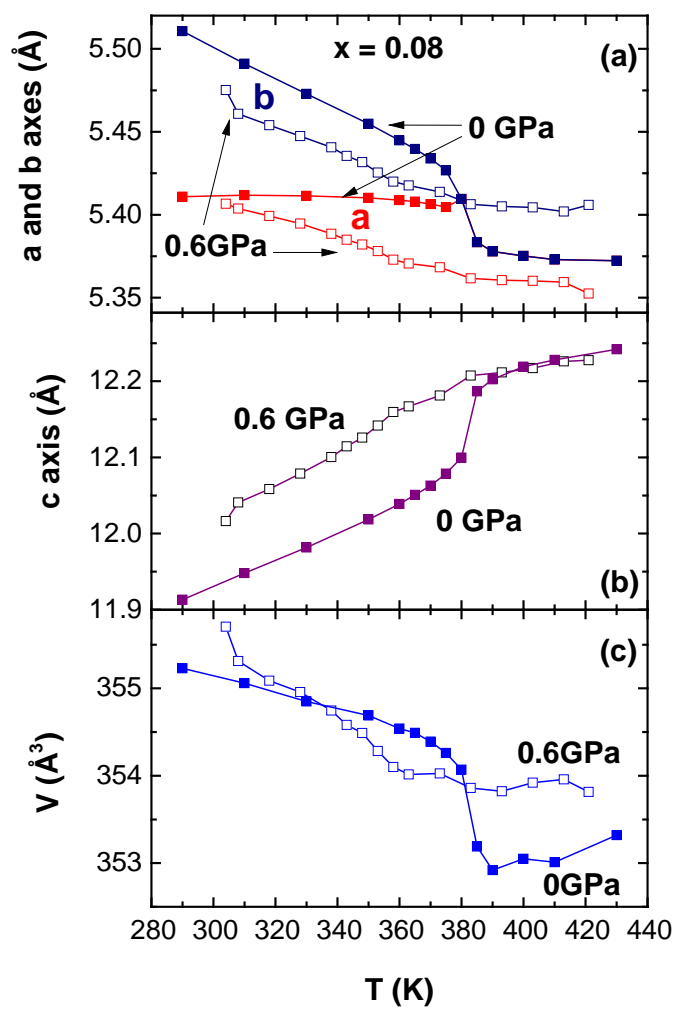 x = 0.08
(a)
a and b axes (Å)
5.50
5.45
5.40
5.35
b
0 GPa
a
0.6GPa
(b)
c axis (Å)
12.2
12.1
12.0
11.9
0.6 GPa
0 GPa
(c)
V (Å³)
355
354
353
0.6GPa
0GPa
280 300 320 340 360 380 400 420 440
T (K)